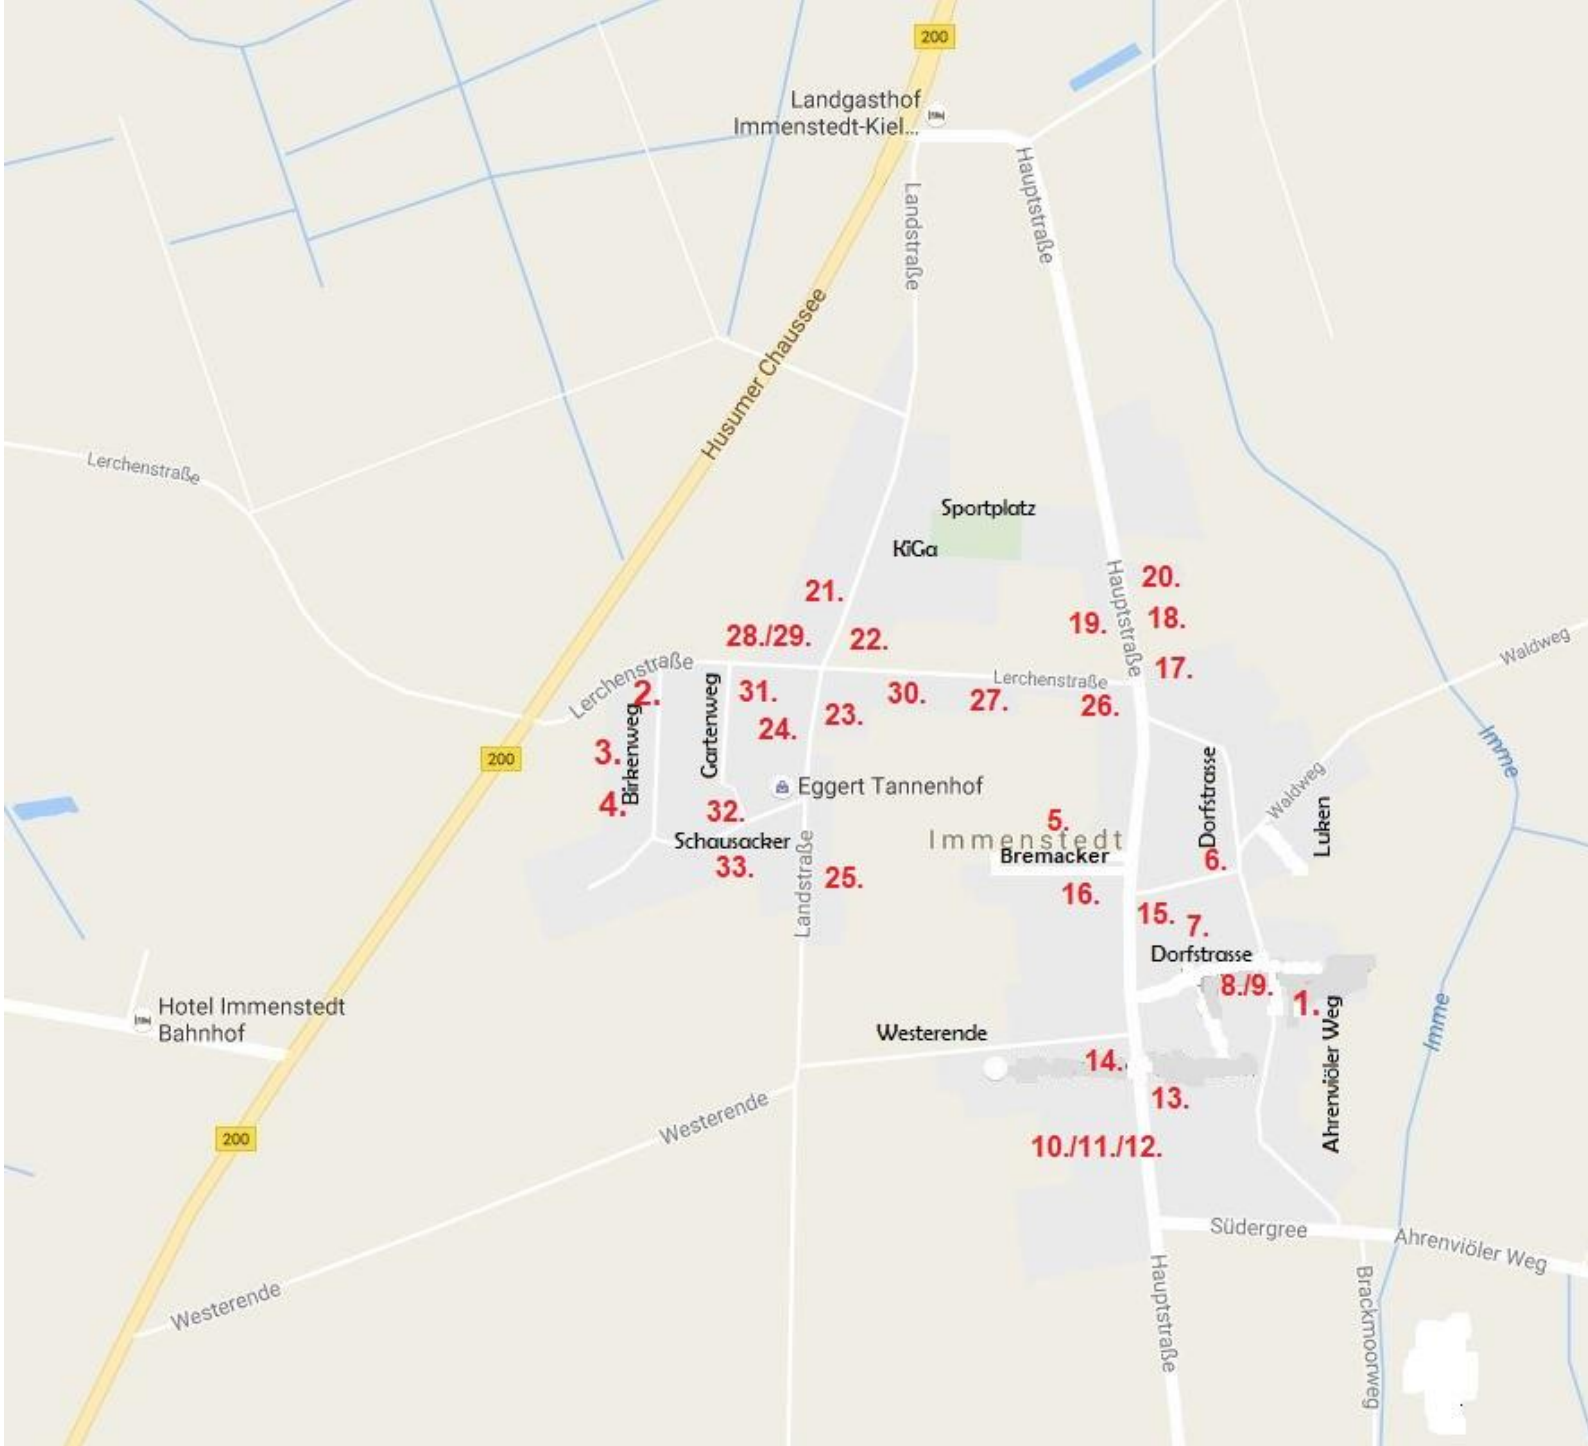 200
Landgasthof
Immenstedt-Kiel...
Hauptstraße
Landstraße
Husumer Chaussee
Lerchenstraße
Sportplatz
KiGa
Hauptstraße
20.
21.
19.
18.
28./29.
22.
Waldweg
Lerchenstraße
17.
Lerchenstraße
2.
31.
30.
27.
26.
Gartenweg
23.
24.
Imme
3.
Birkenweg
200
Eggert Tannenhof
Dorfstrasse
Waldweg
4.
32.
5.
Luken
Schausacker
Immenstedt
Bremacker
6.
33.
25.
Landstraße
16.
15.
7.
Dorfstrasse
8./9.
1.
Hotel Immenstedt
Bahnhof
Imme
Westerende
Ahrenviöler Weg
14.
13.
Westerende
200
10./11./12.
Südergree
Ahrenviöler Weg
Westerende
Hauptstraße
Brackmoorweg